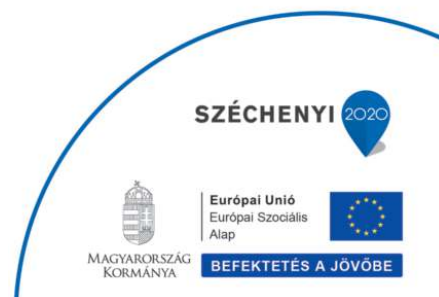 SZÉCHENYI 2020
Európai Unió
Európai Szociális
Alap
MAGYARORSZÁG
KORMÁNYA
BEFEKTETÉS A JÖVŐBE